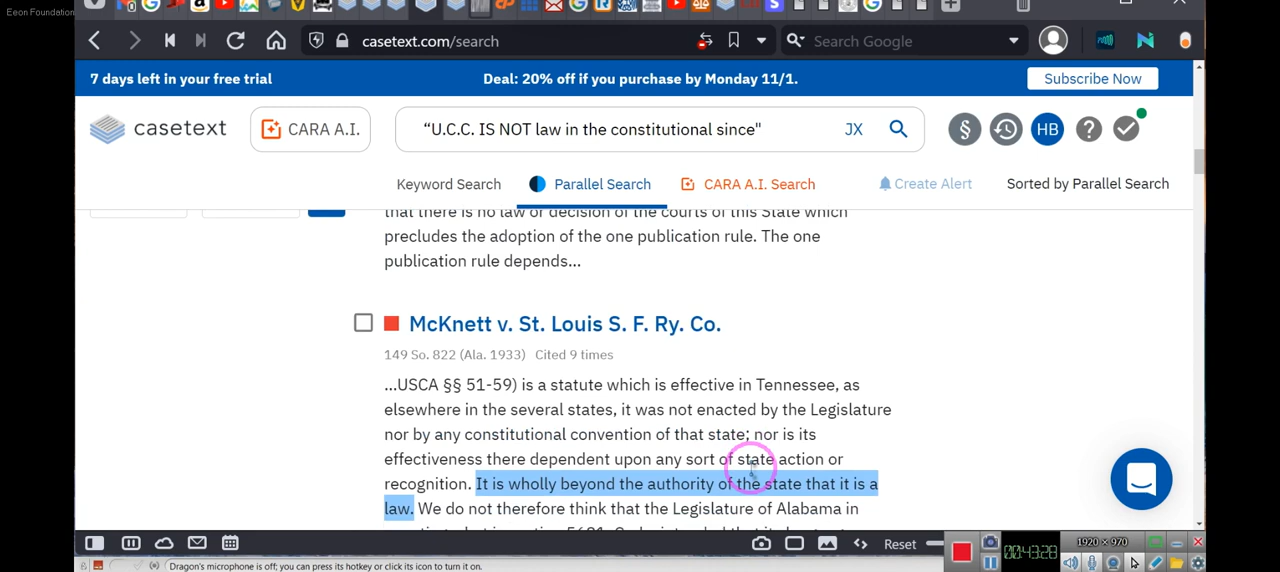 Eeon Foundation
casetext.com/search
Search Google
7 days left in your free trial
Deal: 20% off if you purchase by Monday 11/1.
Subscribe Now
casetext
CARA A.I.
“U.C.C. IS NOT law in the constitutional since"
JX
§
HB
Keyword Search
Parallel Search
CARA A.I. Search
Create Alert
Sorted by Parallel Search
that there is no law or decision of the courts of this State which
precludes the adoption of the one publication rule. The one
publication rule depends...
McKnett v. St. Louis S. F. Ry. Co.
149 So. 822 (Ala. 1933) Cited 9 times
...USCA §§ 51-59) is a statute which is effective in Tennessee, as
elsewhere in the several states, it was not enacted by the Legislature
nor by any constitutional convention of that state; nor is its
effectiveness there dependent upon any sort of state action or
recognition. It is wholly beyond the authority of the state that it is a
law. We do not therefore think that the Legislature of Alabama in
Reset
1920 × 970
00:43:28
Dragon's microphone is off; you can press its hotkey or click its icon to turn it on.